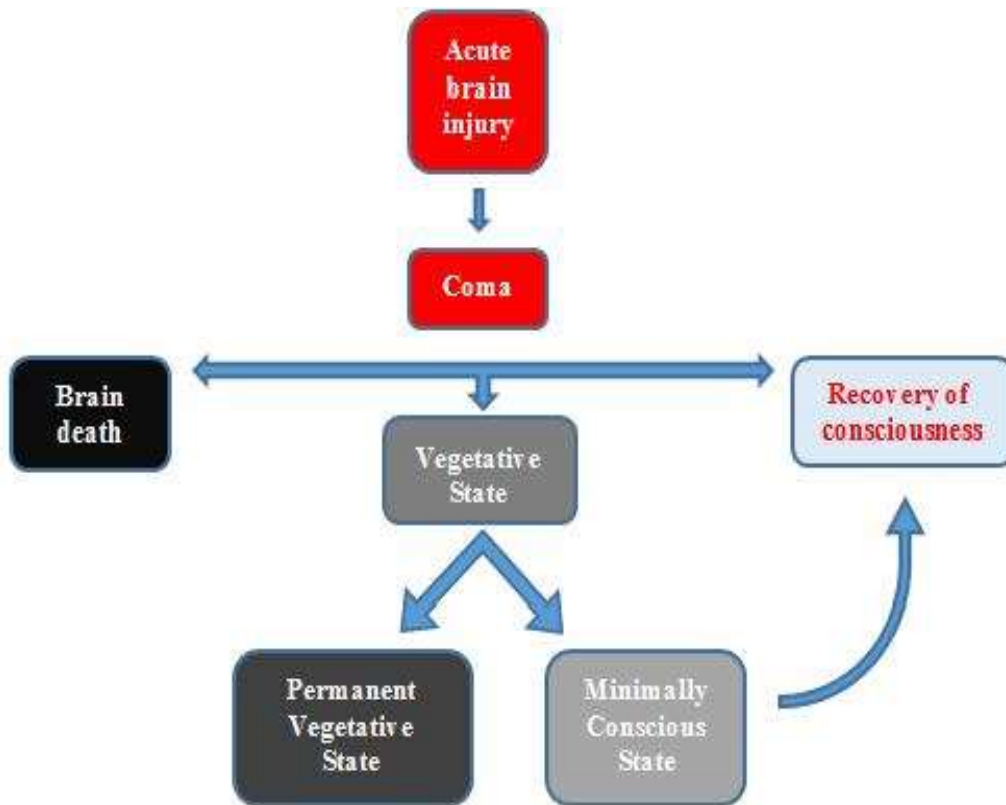 Acute
brain
injury
Coma
Brain
death
Recovery of
consciousness
Vegetative
State
Permanent
Vegetative
State
Minimally
Conscious
State